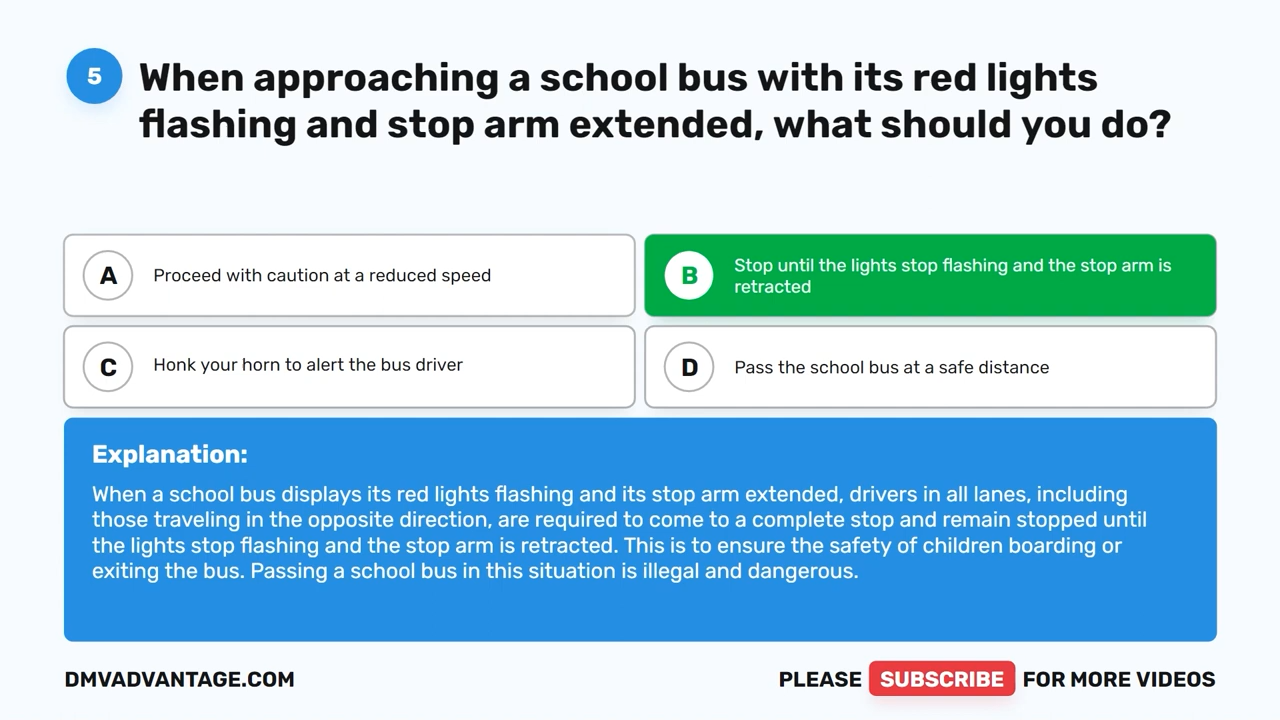 5
When approaching a school bus with its red lights
flashing and stop arm extended, what should you do?
A
Proceed with caution at a reduced speed
B
Stop until the lights stop flashing and the stop arm is
retracted
C
Honk your horn to alert the bus driver
D
Pass the school bus at a safe distance
Explanation:
When a school bus displays its red lights flashing and its stop arm extended, drivers in all lanes, including
those traveling in the opposite direction, are required to come to a complete stop and remain stopped until
the lights stop flashing and the stop arm is retracted. This is to ensure the safety of children boarding or
exiting the bus. Passing a school bus in this situation is illegal and dangerous.
DMVADVANTAGE.COM
PLEASE SUBSCRIBE FOR MORE VIDEOS